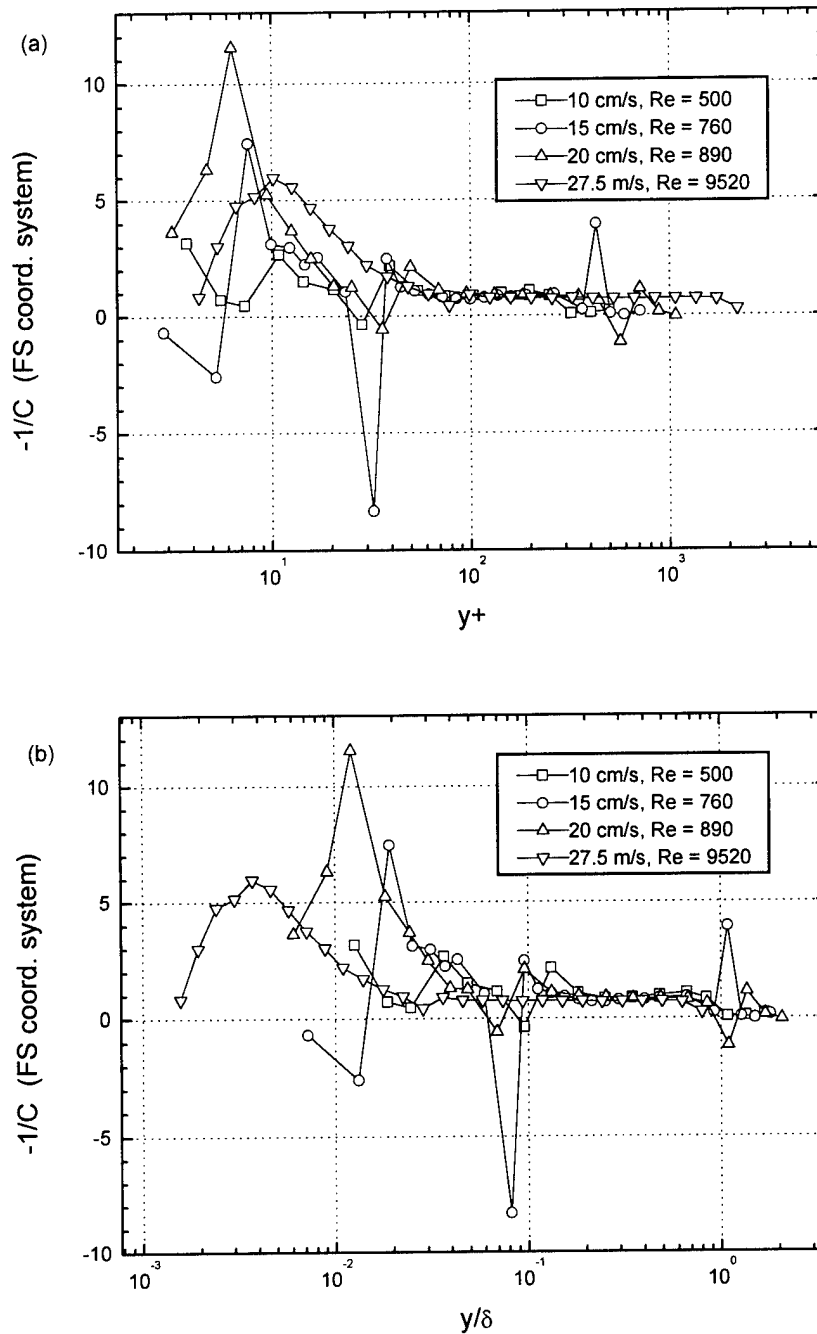 (a)
10
5
0
-5
-10
-1/C (FS coord. system)
10 cm/s, Re = 500
15 cm/s, Re = 760
20 cm/s, Re = 890
27.5 m/s, Re = 9520
10^1
10^2
10^3
y+
(b)
10
5
0
-5
-10
-1/C (FS coord. system)
10 cm/s, Re = 500
15 cm/s, Re = 760
20 cm/s, Re = 890
27.5 m/s, Re = 9520
10^-3
10^-2
10^-1
10^0
y/δ